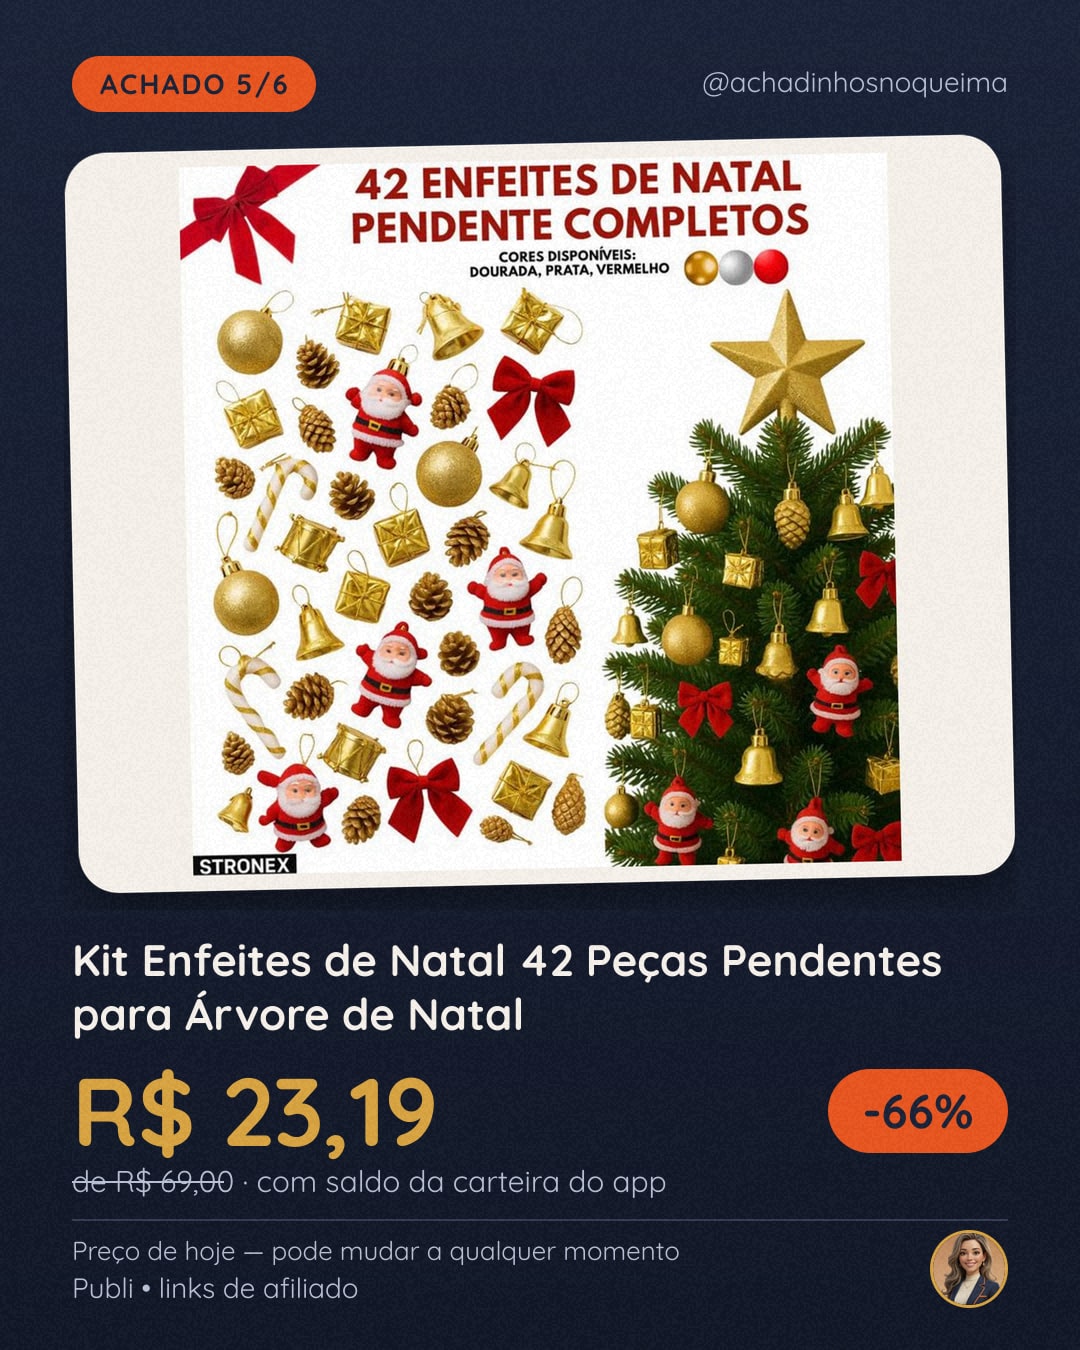 ACHADO 5/6
@achadinhosnoqueima
42 ENFEITES DE NATAL
PENDENTE COMPLETOS
CORES DISPONÍVEIS:
DOURADA, PRATA, VERMELHO
STRONEX
Kit Enfeites de Natal 42 Peças Pendentes
para Árvore de Natal
R$ 23,19
-66%
de R$ 69,00 · com saldo da carteira do app
Preço de hoje — pode mudar a qualquer momento
Publi • links de afiliado